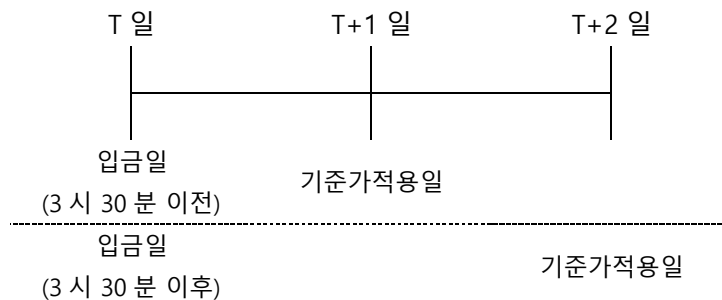 T 일 T+1 일 T+2 일
입금일
(3 시 30 분 이전)
기준가적용일
입금일
(3 시 30 분 이후)
기준가적용일